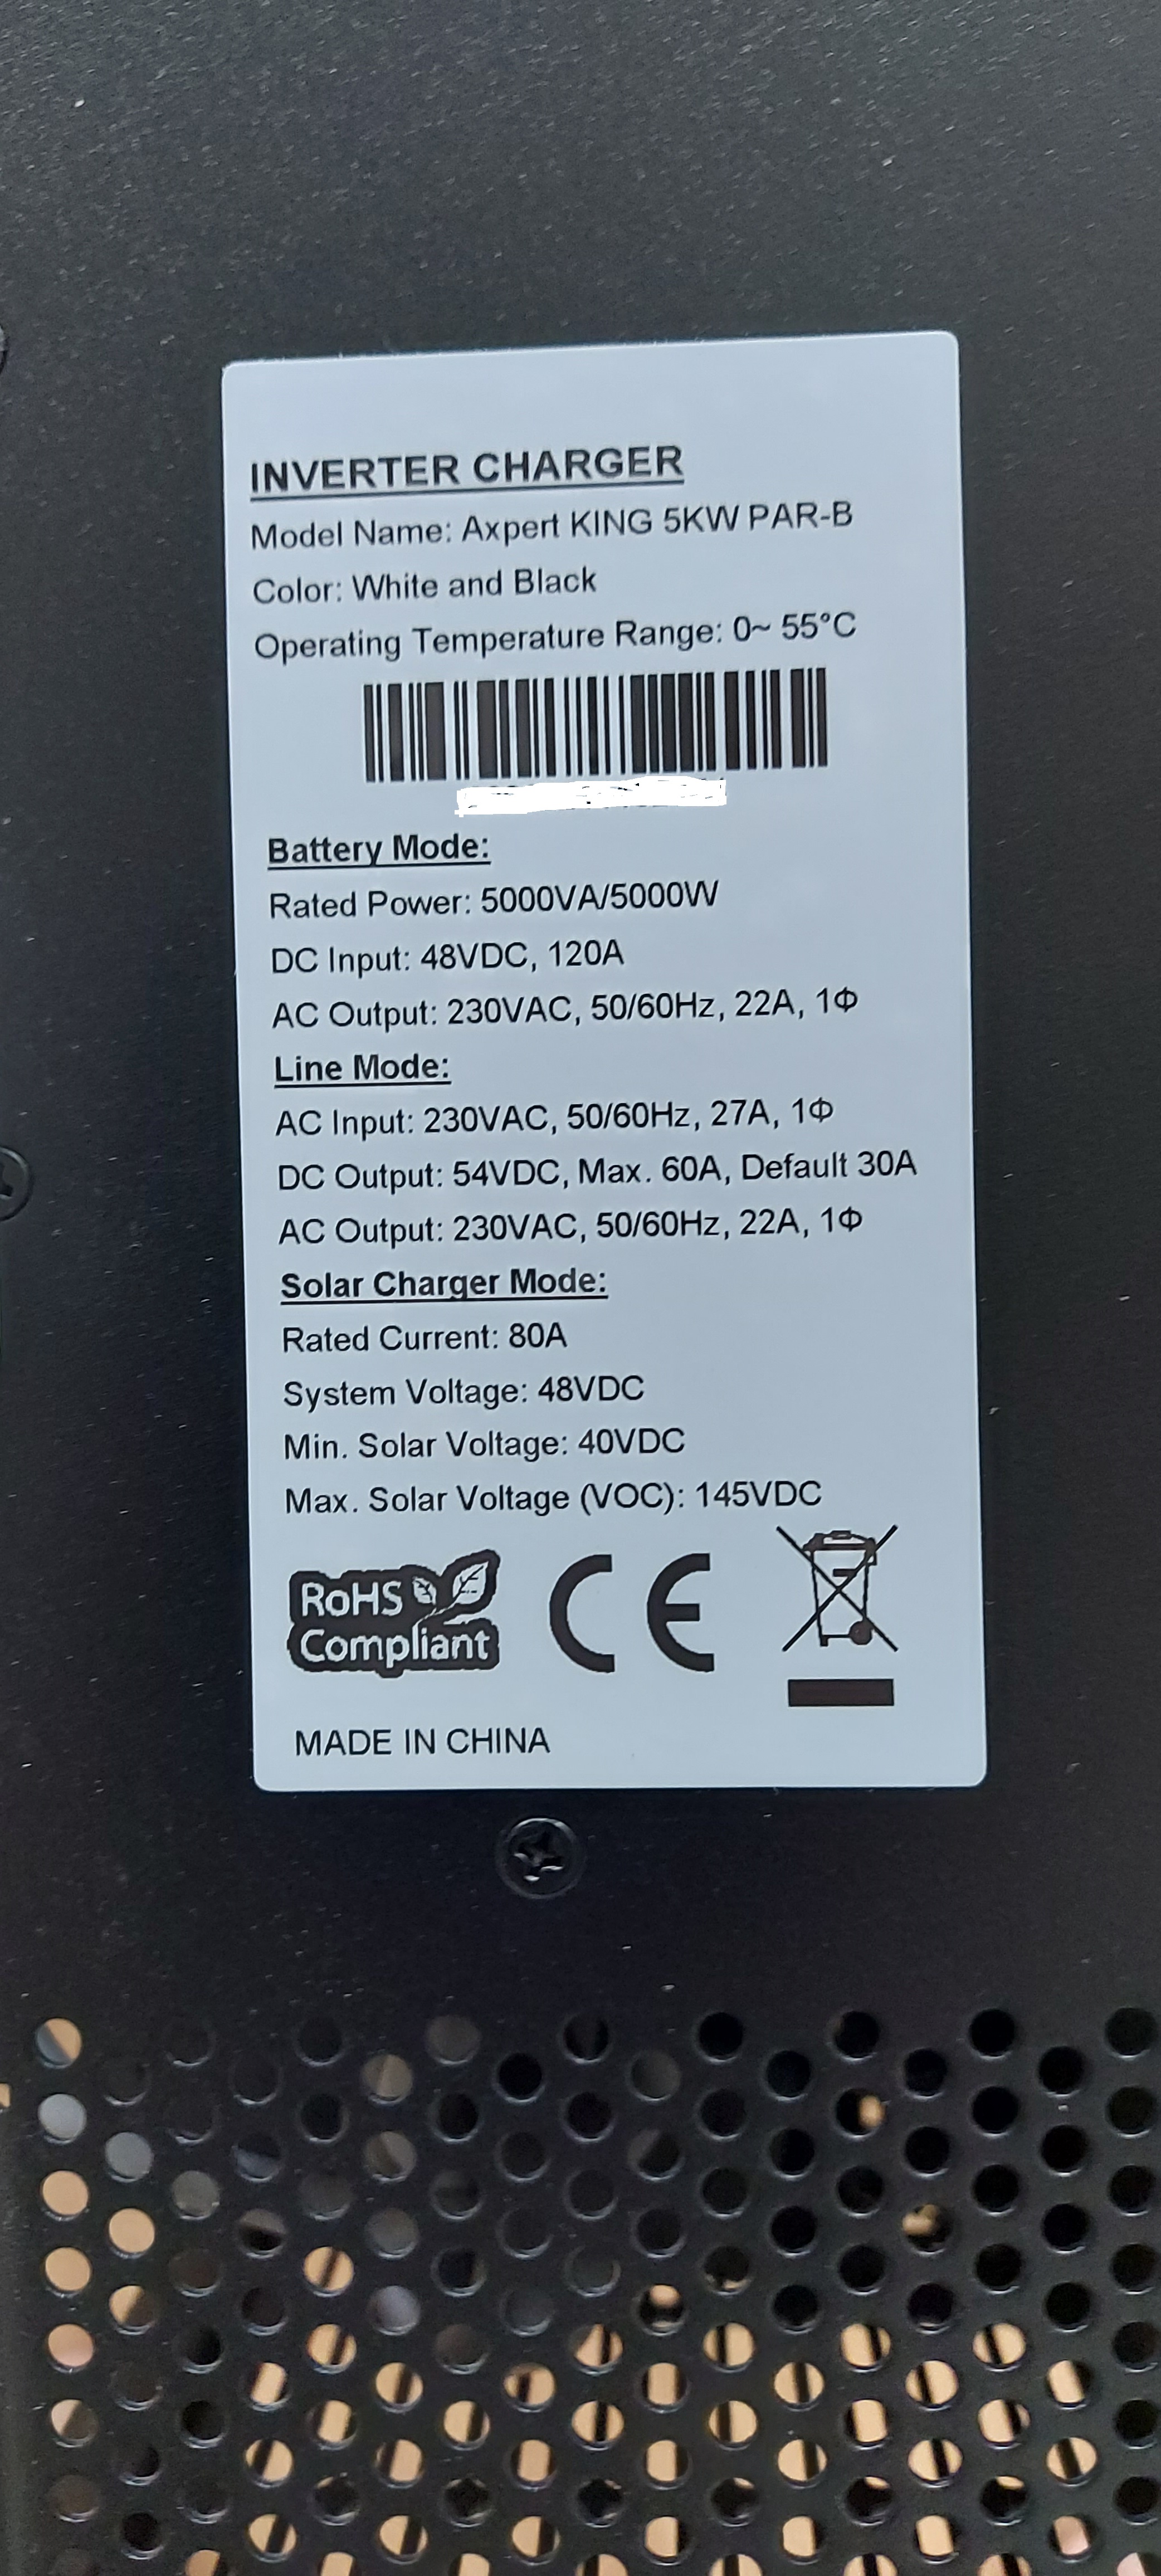 INVERTER CHARGER
Model Name: Axpert KING 5KW PAR-B
Color: White and Black
Operating Temperature Range: 0~ 55°C
Battery Mode:
Rated Power: 5000VA/5000W
DC Input: 48VDC, 120A
AC Output: 230VAC, 50/60Hz, 22A, 1Φ
Line Mode:
AC Input: 230VAC, 50/60Hz, 27A, 1Φ
DC Output: 54VDC, Max. 60A, Default 30A
AC Output: 230VAC, 50/60Hz, 22A, 1Φ
Solar Charger Mode:
Rated Current: 80A
System Voltage: 48VDC
Min. Solar Voltage: 40VDC
Max. Solar Voltage (VOC): 145VDC
RoHS
Compliant
CE
MADE IN CHINA